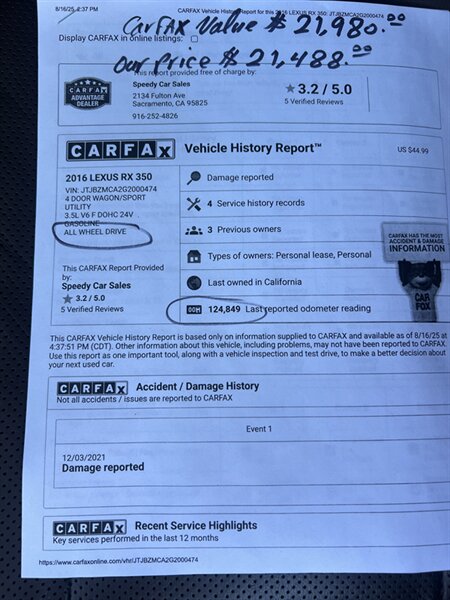 8/16/25, 4:37 PM
CARFAX Vehicle History Report for this 2016 LEXUS RX 350: JTJBZMCA2G2000474
CARFAX Value $ 21,980.00
Display CARFAX in online listings:
Our Price $ 21,488.00
This report provided free of charge by:
Speedy Car Sales
2134 Fulton Ave
Sacramento, CA 95825
916-252-4826
CARFAX
ADVANTAGE
DEALER
3.2 / 5.0
5 Verified Reviews
CARFAX Vehicle History Report™
US $44.99
2016 LEXUS RX 350
VIN: JTJBZMCA2G2000474
4 DOOR WAGON/SPORT
UTILITY
3.5L V6 F DOHC 24V
GASOLINE
ALL WHEEL DRIVE
This CARFAX Report Provided
by:
Speedy Car Sales
3.2 / 5.0
5 Verified Reviews
Damage reported
4 Service history records
3 Previous owners
Types of owners: Personal lease, Personal
Last owned in California
ODM 124,849 Last reported odometer reading
CARFAX HAS THE MOST
ACCIDENT & DAMAGE
INFORMATION
CAR
FOX
This CARFAX Vehicle History Report is based only on information supplied to CARFAX and available as of 8/16/25 at
4:37:51 PM (CDT). Other information about this vehicle, including problems, may not have been reported to CARFAX.
Use this report as one important tool, along with a vehicle inspection and test drive, to make a better decision about
your next used car.
CARFAX Accident / Damage History
Not all accidents / issues are reported to CARFAX
Event 1
12/03/2021
Damage reported
CARFAX Recent Service Highlights
Key services performed in the last 12 months
https://www.carfaxonline.com/vhr/JTJBZMCA2G2000474